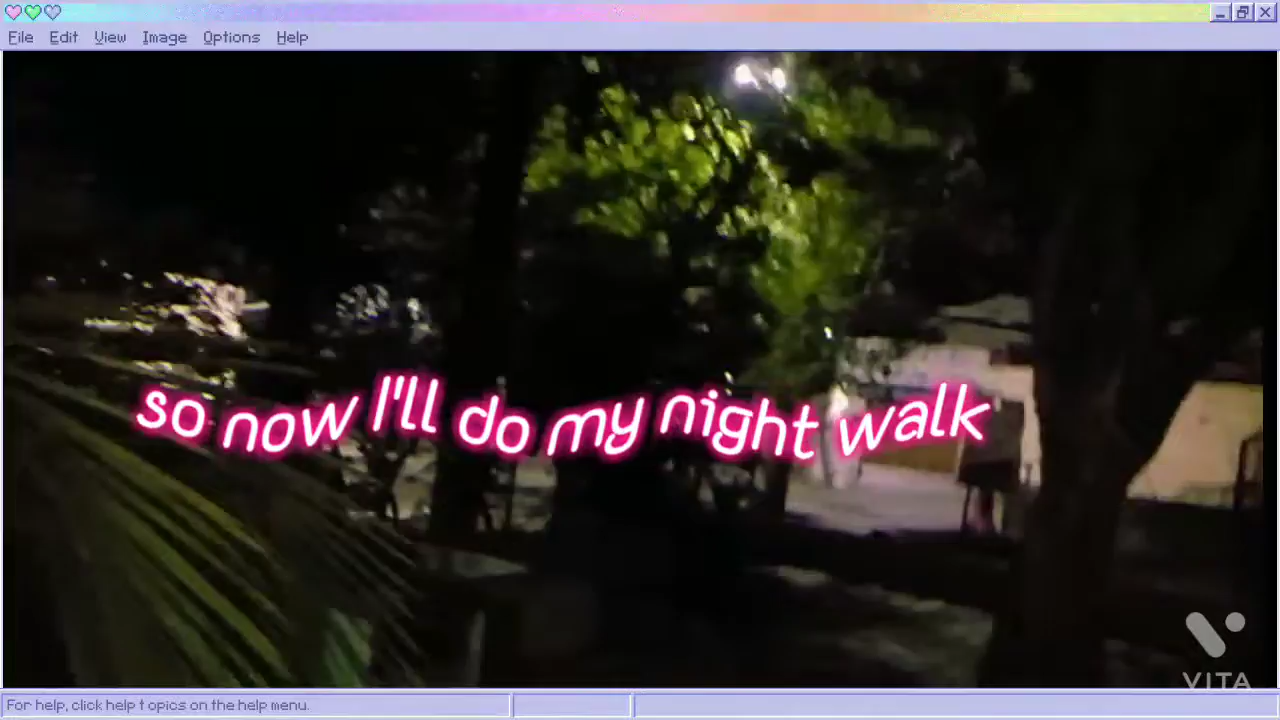 File Edit View Image Options Help
so now I'll do my night walk
VITA
For help, click help t opics on the help menu.